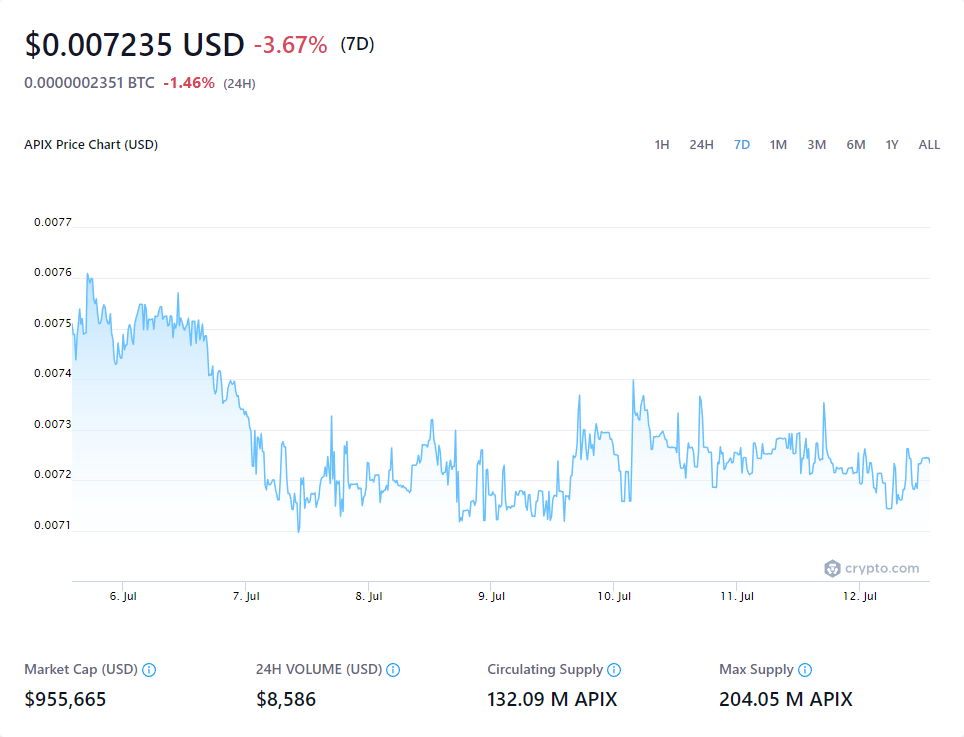 $0.007235 USD -3.67% (7D)
0.0000002351 BTC -1.46% (24H)
APIX Price Chart (USD) 1H 24H 7D 1M 3M 6M 1Y ALL
0.0077
0.0076
0.0075
0.0074
0.0073
0.0072
0.0071
crypto.com
6. Jul 7. Jul 8. Jul 9. Jul 10. Jul 11. Jul 12. Jul
Market Cap (USD) 24H VOLUME (USD) Circulating Supply Max Supply
$955,665 $8,586 132.09 M APIX 204.05 M APIX